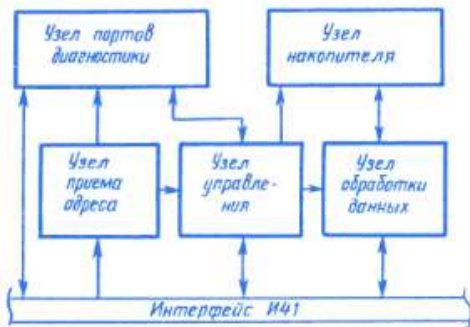 Узел портов
диагностики
Узел
накопителя
Узел
приема
адреса
Узел
управле-
ния
Узел
обработки
данных
Интерфейс И41